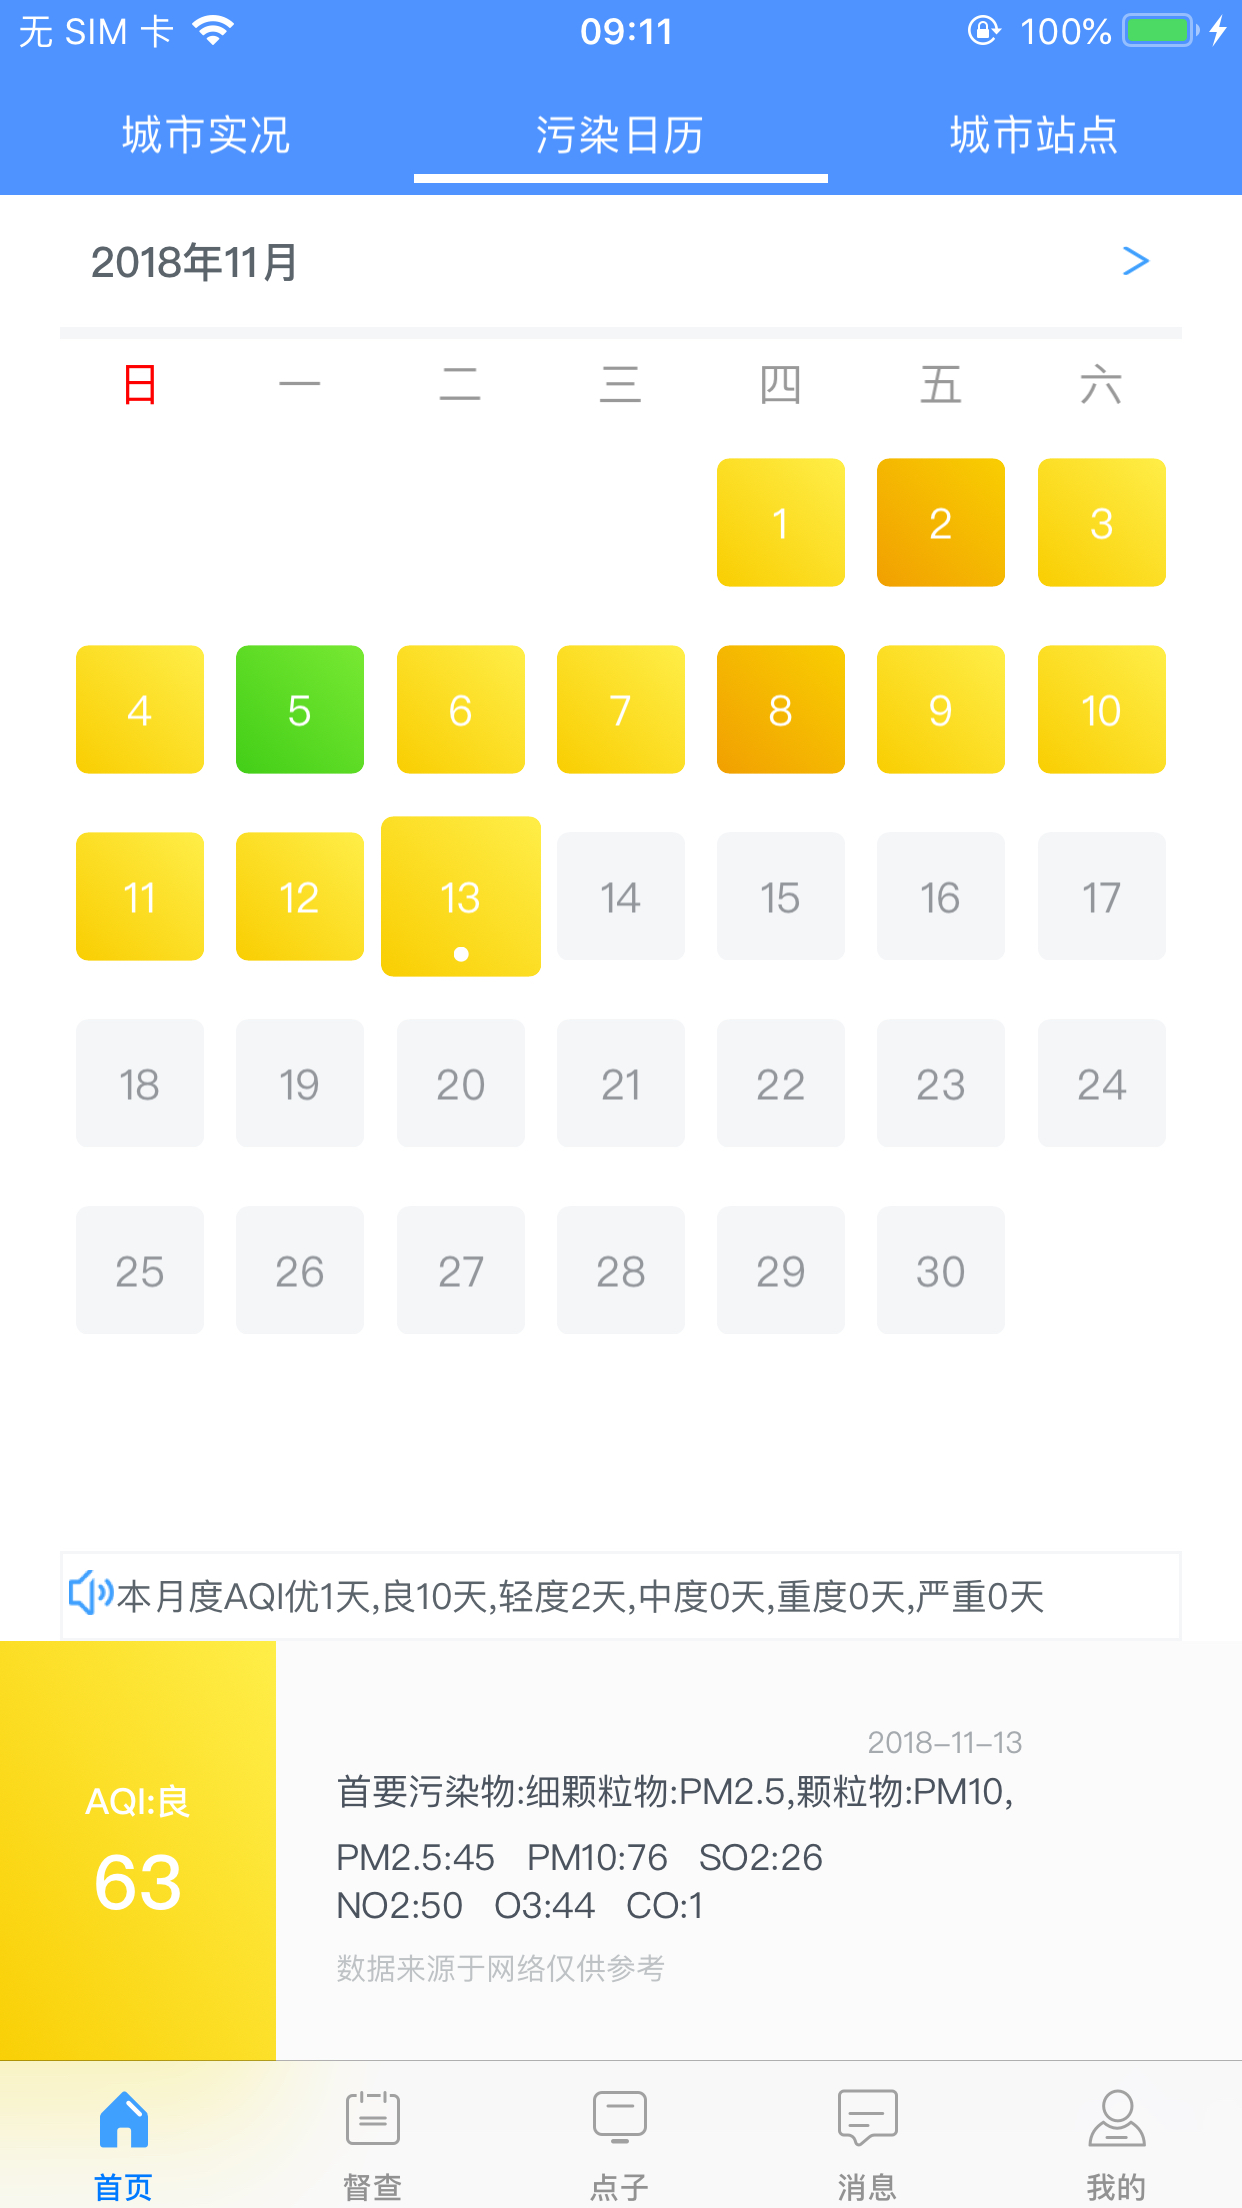 无 SIM 卡 09:11 100%
城市实况 污染日历 城市站点
2018年11月 >
日 一 二 三 四 五 六
1 2 3
4 5 6 7 8 9 10
11 12 13 14 15 16 17
18 19 20 21 22 23 24
25 26 27 28 29 30
本月度AQI优1天,良10天,轻度2天,中度0天,重度0天,严重0天
AQI:良
63
2018-11-13
首要污染物:细颗粒物:PM2.5,颗粒物:PM10,
PM2.5:45 PM10:76 SO2:26
NO2:50 O3:44 CO:1
数据来源于网络仅供参考
首页 督查 点子 消息 我的